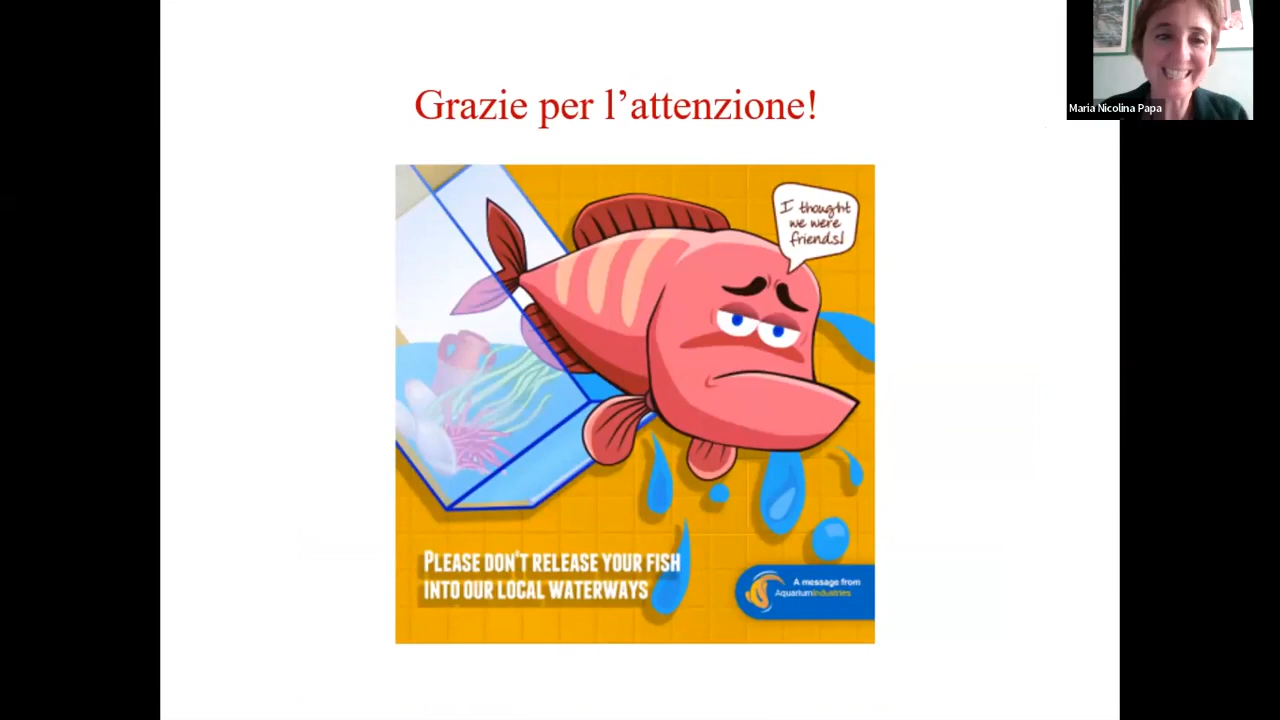 Maria Nicolina Papa
Grazie per l’attenzione!
I thought
we were
friends!
PLEASE DON'T RELEASE YOUR FISH
INTO OUR LOCAL WATERWAYS
A message from
AquariumIndustries